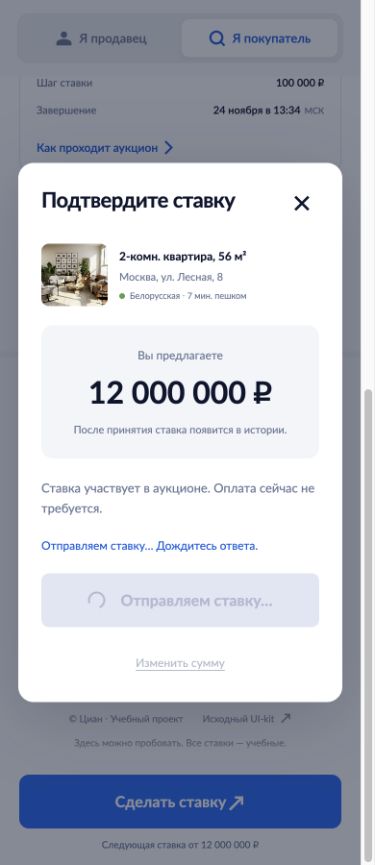 Я продавец
Я покупатель
Шаг ставки 100 000 ₽
Завершение 24 ноября в 13:34 МСК
Как проходит аукцион
Подтвердите ставку
2-комн. квартира, 56 м²
Москва, ул. Лесная, 8
Белорусская · 7 мин. пешком
Вы предлагаете
12 000 000 ₽
После принятия ставка появится в истории.
Ставка участвует в аукционе. Оплата сейчас не
требуется.
Отправляем ставку... Дождитесь ответа.
Отправляем ставку...
Изменить сумму
© Циан · Учебный проект Исходный UI-kit ↗
Здесь можно пробовать. Все ставки — учебные.
Сделать ставку ↗
Следующая ставка от 12 000 000 ₽